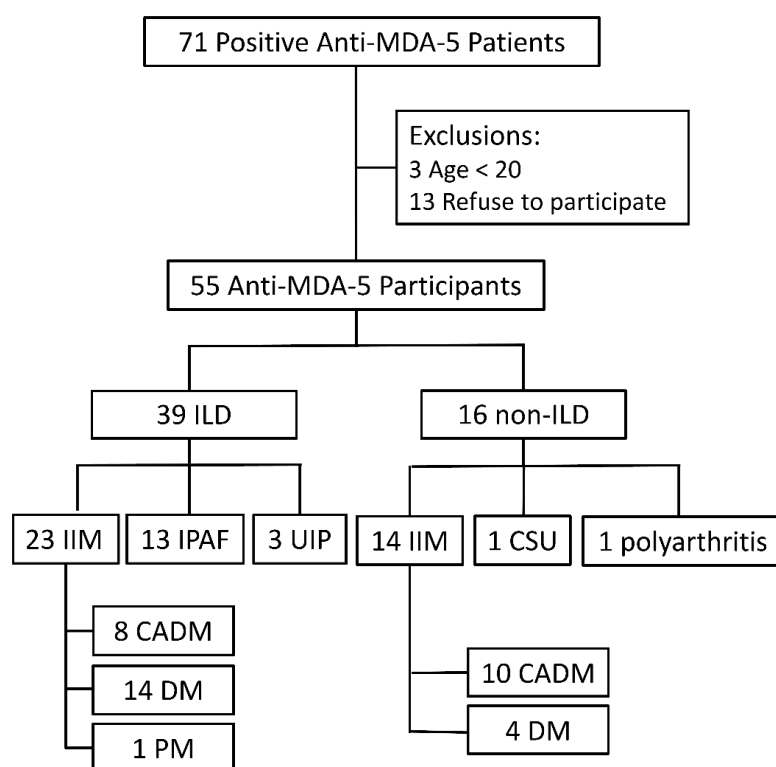 71 Positive Anti-MDA-5 Patients
Exclusions:
3 Age < 20
13 Refuse to participate
55 Anti-MDA-5 Participants
39 ILD
16 non-ILD
23 IIM
13 IPAF
3 UIP
14 IIM
1 CSU
1 polyarthritis
8 CADM
14 DM
1 PM
10 CADM
4 DM